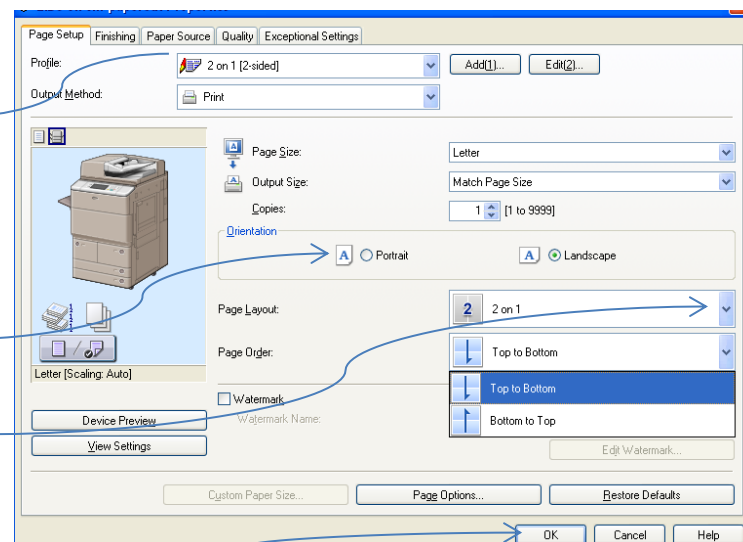 Page Setup Finishing Paper Source Quality Exceptional Settings
Profile: 2 on 1 [2-sided] Add(1)... Edit(2)...
Output Method: Print
Page Size: Letter
Output Size: Match Page Size
Copies: 1 [1 to 9999]
Orientation
A Portrait A Landscape
Page Layout: 2 2 on 1
1
1
Page Order: Top to Bottom
Letter [Scaling: Auto]
Top to Bottom
Watermark
Watermark Name:
Bottom to Top
Device Preview
View Settings Edit Watermark...
Custom Paper Size... Page Options... Restore Defaults
OK Cancel Help